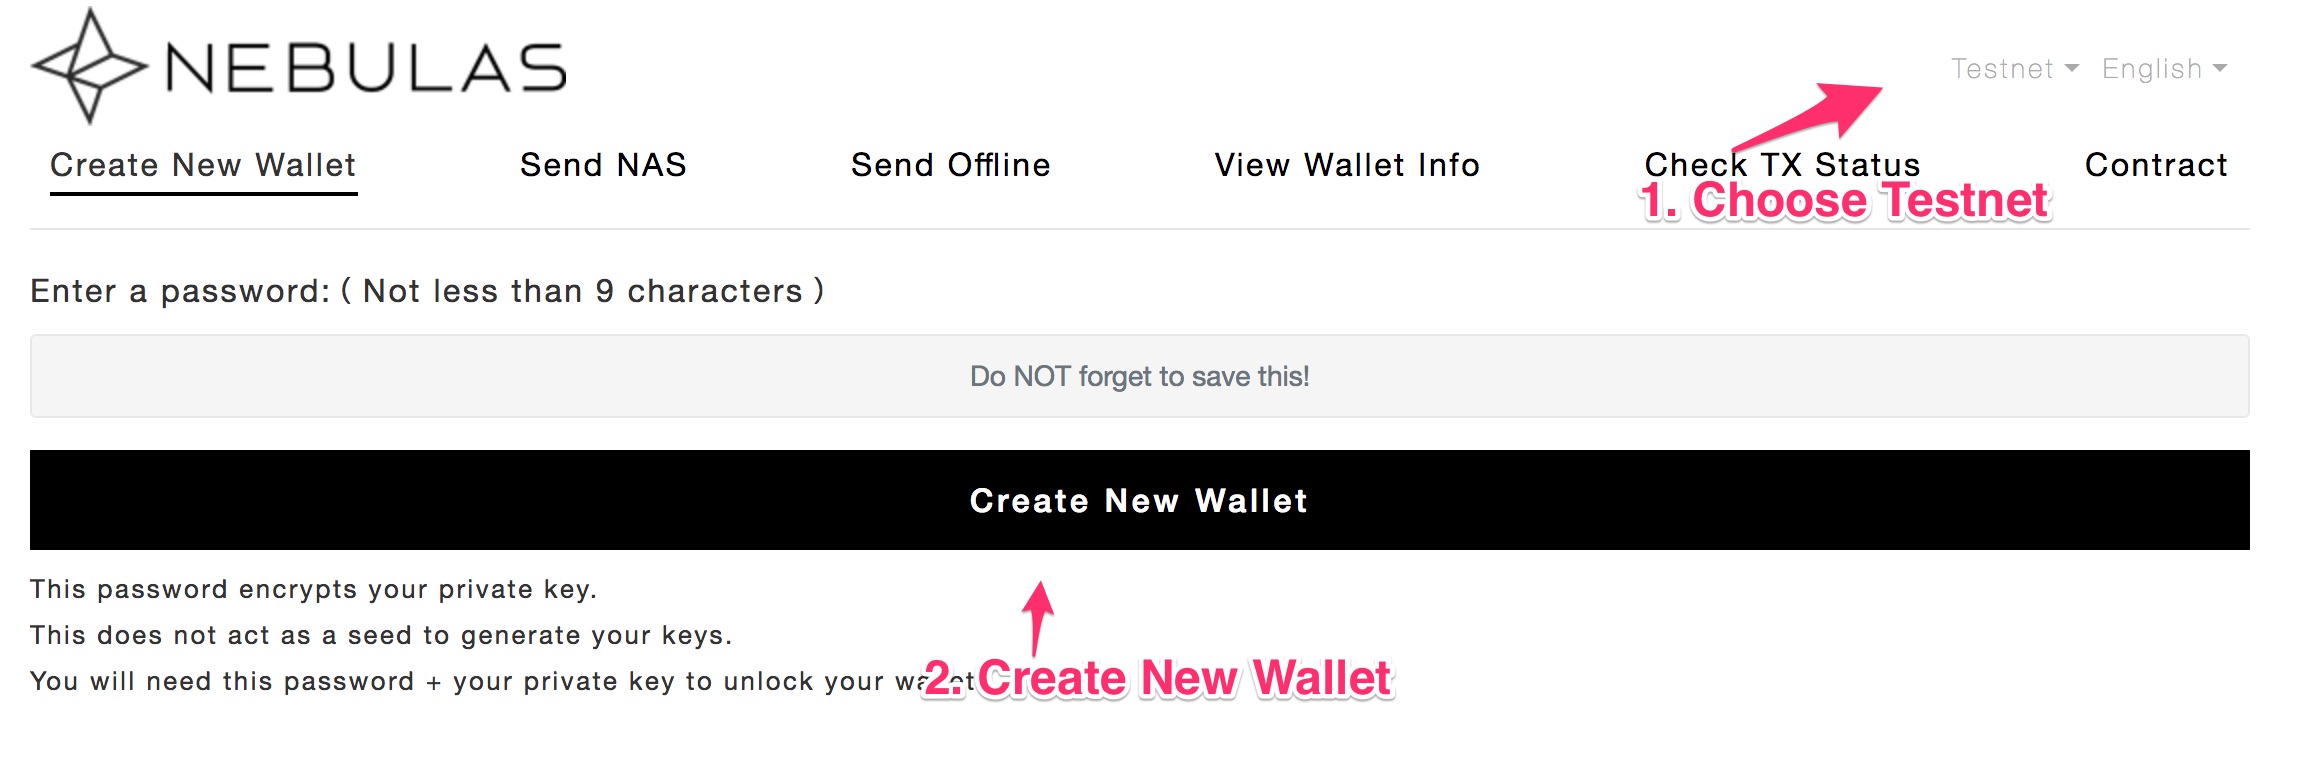 NEBULAS
Testnet English
Create New Wallet Send NAS Send Offline View Wallet Info Check TX Status Contract
1. Choose Testnet
Enter a password: ( Not less than 9 characters )
Do NOT forget to save this!
Create New Wallet
This password encrypts your private key.
This does not act as a seed to generate your keys.
You will need this password + your private key to unlock your wallet
2. Create New Wallet